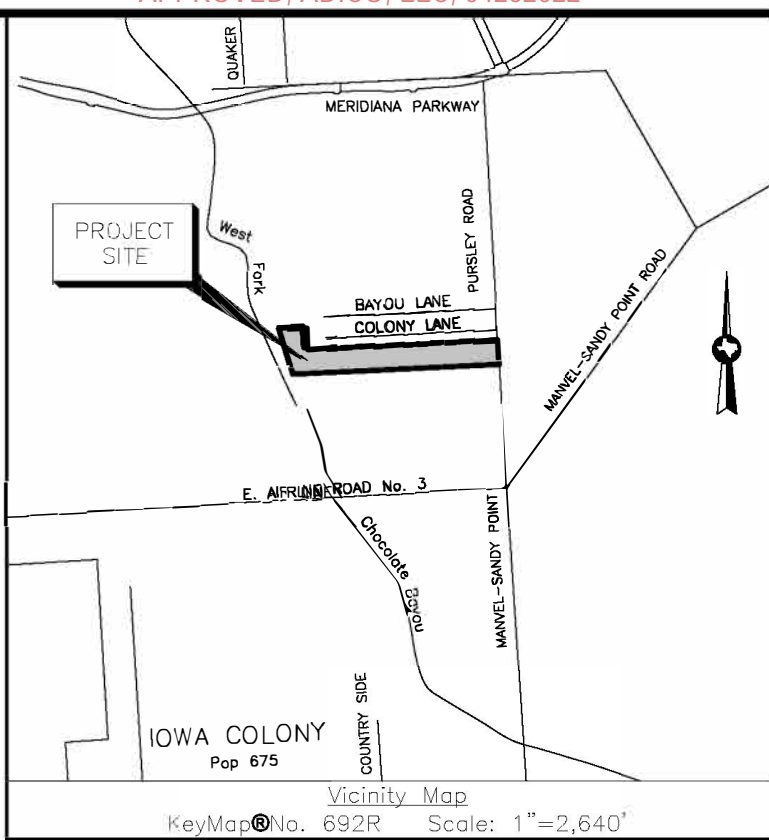 QUAKER
MERIDIANA PARKWAY
PURSLEY ROAD
PROJECT
SITE
West
Fork
BAYOU LANE
COLONY LANE
MANVEL-SANDY POINT ROAD
E. ROAD No. 3
Chocolate
Bayou
MANVEL-SANDY POINT
COUNTRY SIDE
IOWA COLONY
Pop 675
Vicinity Map
KeyMap®No. 692R Scale: 1"=2,640'